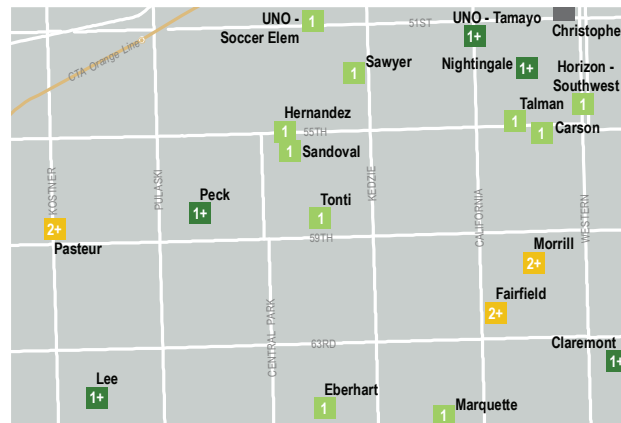 UNO -
Soccer Elem
1
51ST
UNO - Tamayo
1+
Christophe
CTA Orange Line
Sawyer
1
Nightingale
1+
Horizon -
Southwest
1
Hernandez
1
55TH
Talman
1
1
Carson
1
Sandoval
KOSTNER
PULASKI
KEDZIE
CALIFORNIA
WESTERN
Peck
1+
Tonti
1
2+
Pasteur
59TH
Morrill
2+
Fairfield
2+
CENTRAL PARK
63RD
Claremont
1+
Lee
1+
Eberhart
1
1
Marquette